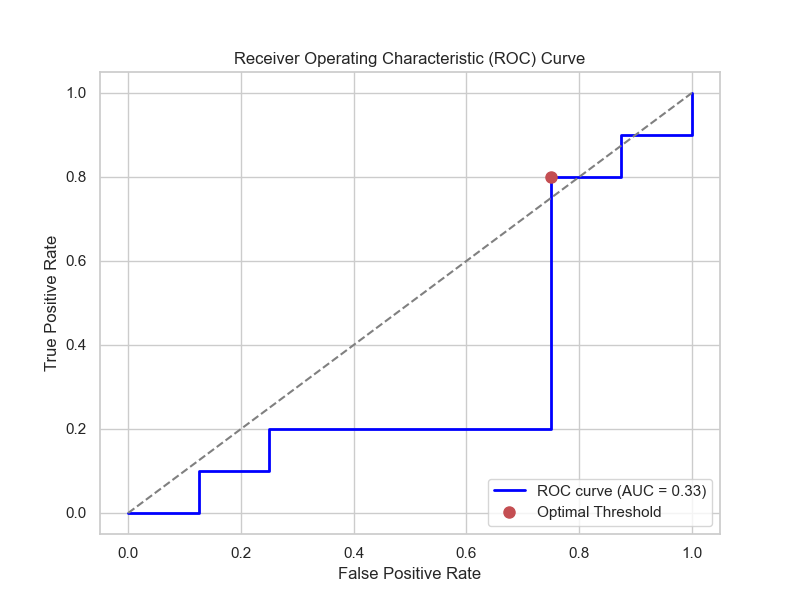 Receiver Operating Characteristic (ROC) Curve
True Positive Rate
1.0
0.8
0.6
0.4
0.2
0.0
0.0
0.2
0.4
0.6
0.8
1.0
False Positive Rate
ROC curve (AUC = 0.33)
Optimal Threshold